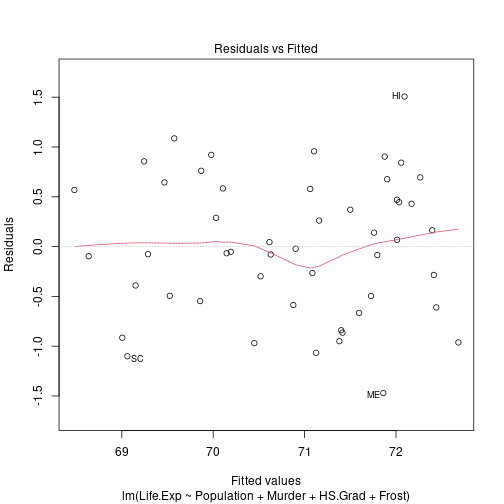 Residuals vs Fitted
1.5
1.0
0.5
0.0
-0.5
-1.0
-1.5
Residuals
HI
SC
ME
69 70 71 72
Fitted values
lm(Life.Exp ~ Population + Murder + HS.Grad + Frost)